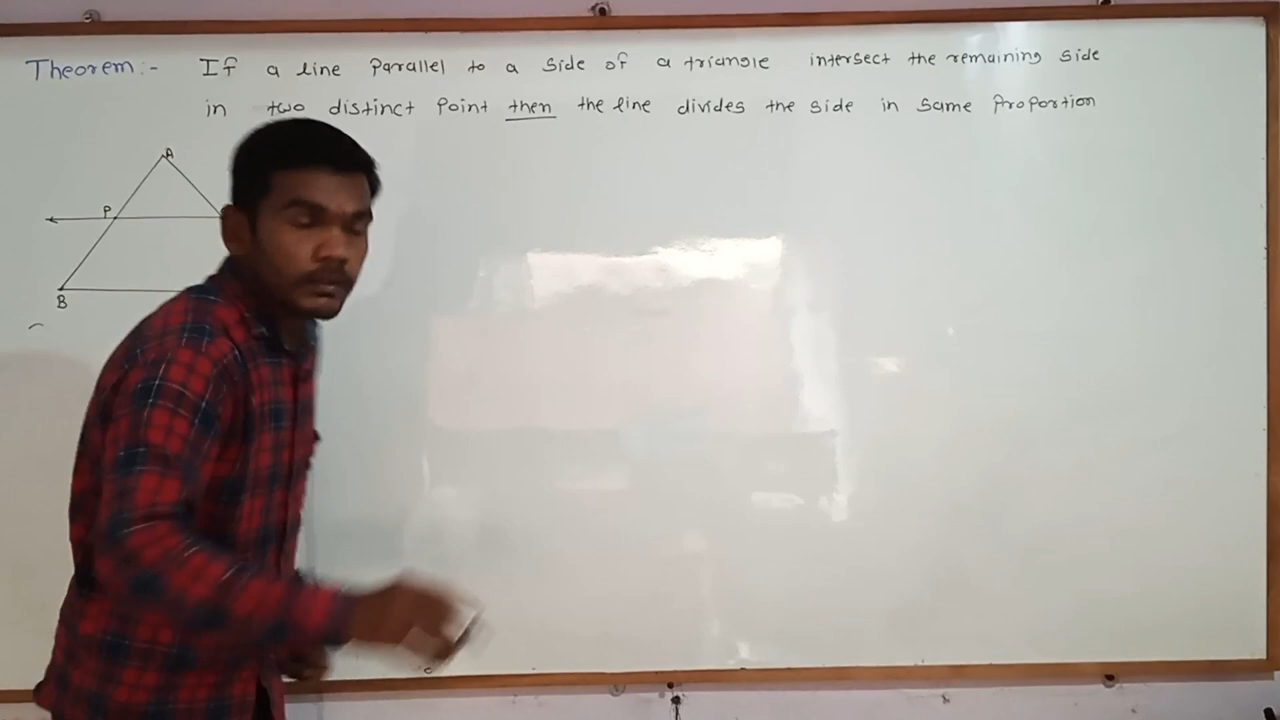 Theorem:- If a line parallel to a side of a triangle intersect the remaining side
in two distinct point then the line divides the side in same proportion
A
P
B